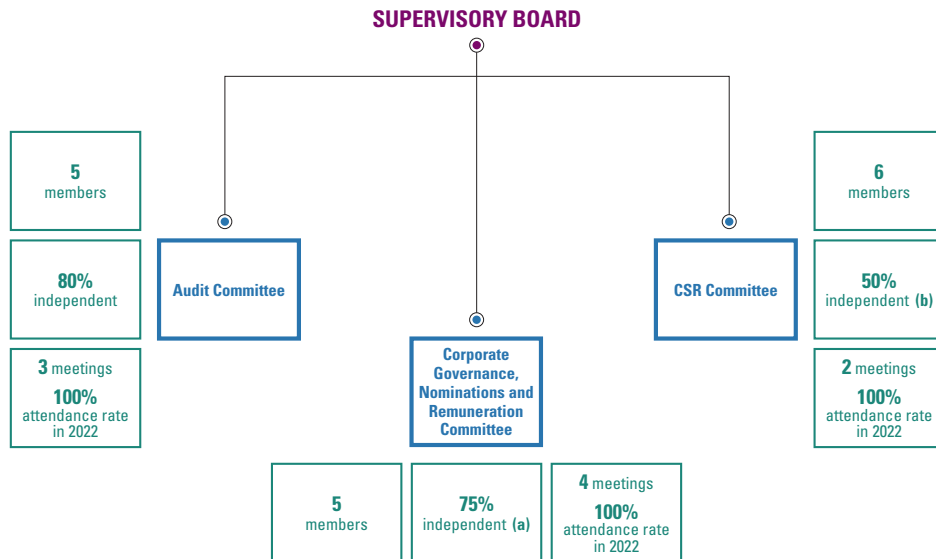 SUPERVISORY BOARD
5
members
80%
independent
3 meetings
100%
attendance rate
in 2022
Audit Committee
Corporate
Governance,
Nominations and
Remuneration
Committee
5
members
75%
independent (a)
4 meetings
100%
attendance rate
in 2022
CSR Committee
6
members
50%
independent (b)
2 meetings
100%
attendance rate
in 2022